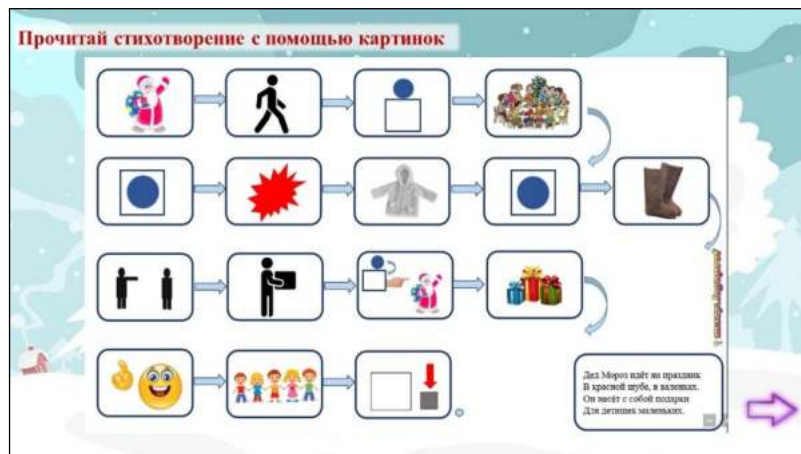 Прочитай стихотворение с помощью картинок
Дед Мороз идёт на праздник
В красной шубе, в валенках.
Он несёт с собой подарки
Для детишек маленьких.